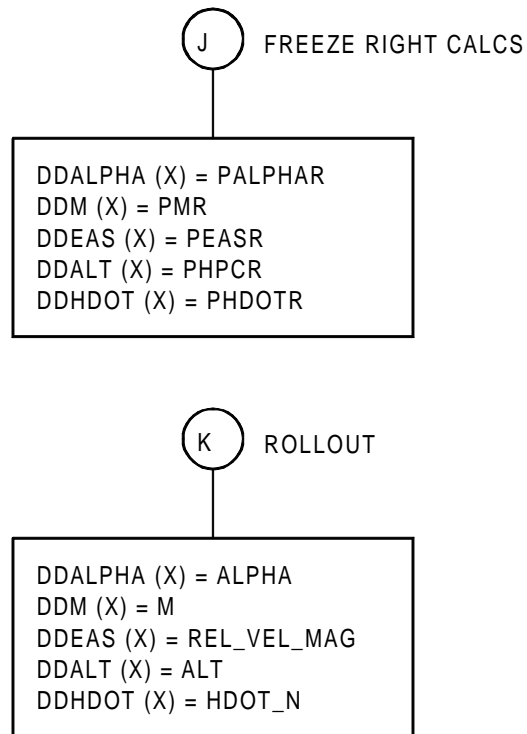 J FREEZE RIGHT CALCS
DDALPHA (X) = PALPHAR
DDM (X) = PMR
DDEAS (X) = PEASR
DDALT (X) = PHPCR
DDHDOT (X) = PHDOTR
K ROLLOUT
DDALPHA (X) = ALPHA
DDM (X) = M
DDEAS (X) = REL_VEL_MAG
DDALT (X) = ALT
DDHDOT (X) = HDOT_N